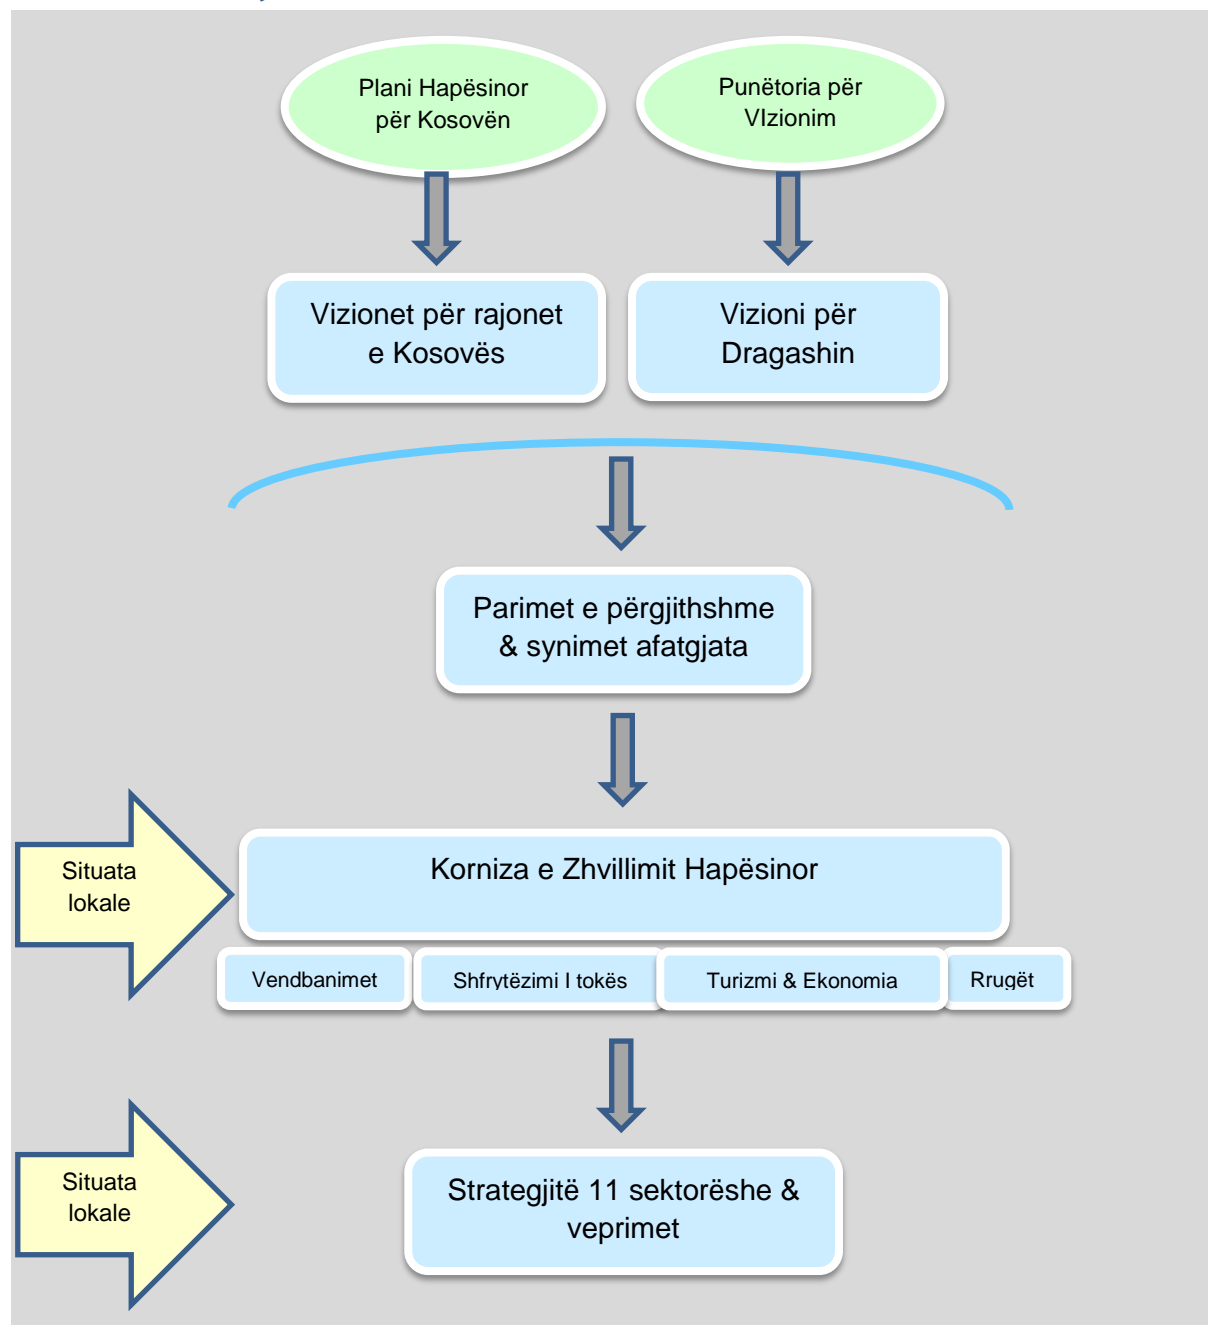 Plani Hapësinor
për Kosovën
Punëtoria për
VIzionim
Vizionet për rajonet
e Kosovës
Vizioni për
Dragashin
Parimet e përgjithshme
& synimet afatgjata
Situata
lokale
Korniza e Zhvillimit Hapësinor
Vendbanimet
Shfrytëzimi I tokës
Turizmi & Ekonomia
Rrugët
Situata
lokale
Strategjitë 11 sektorëshe &
veprimet